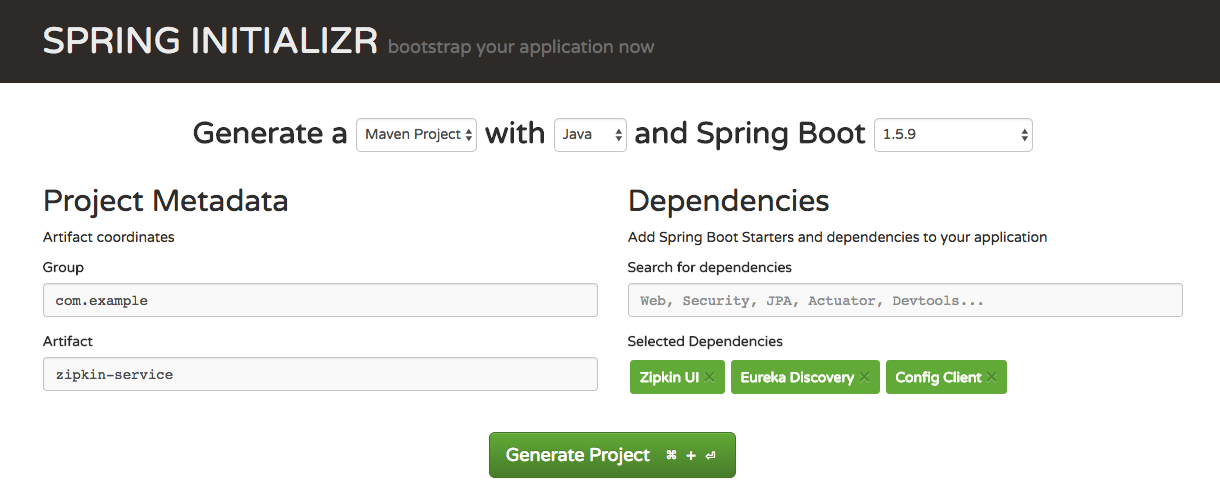 SPRING INITIALIZR bootstrap your application now
Generate a Maven Project with Java and Spring Boot 1.5.9
Project Metadata
Artifact coordinates
Group
com.example
Artifact
zipkin-service
Dependencies
Add Spring Boot Starters and dependencies to your application
Search for dependencies
Web, Security, JPA, Actuator, Devtools...
Selected Dependencies
Zipkin UI × Eureka Discovery × Config Client ×
Generate Project ⌘ + ⏎